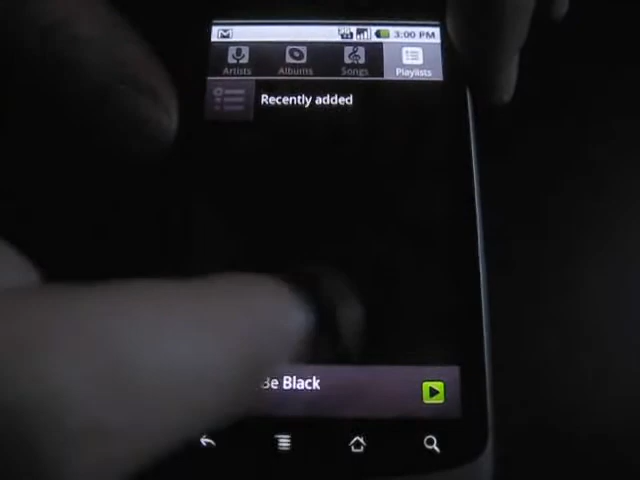 3:00 PM
Artists
Albums
Songs
Playlists
Recently added
Be Black